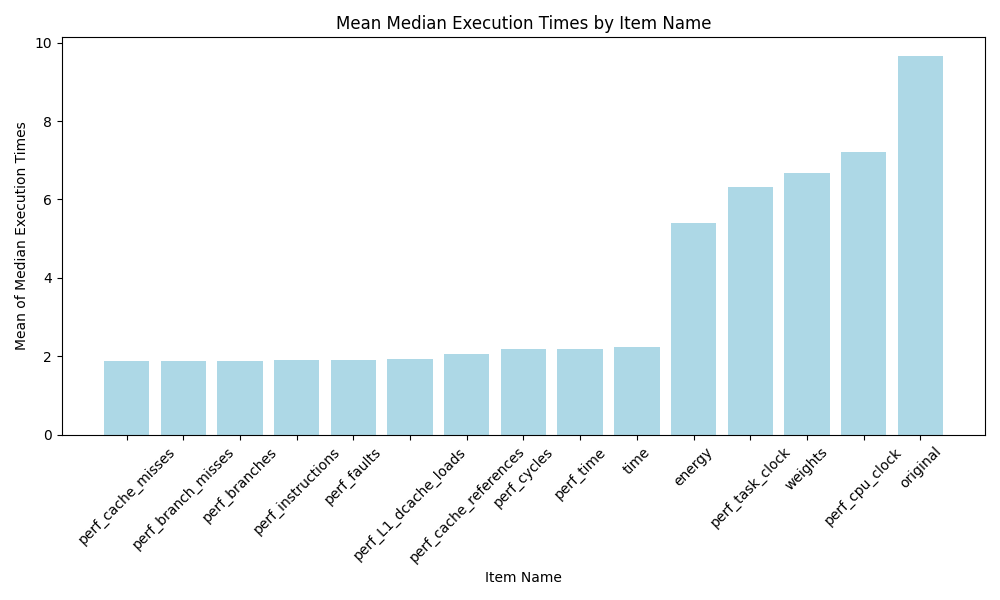 Mean Median Execution Times by Item Name
Mean of Median Execution Times
10
8
6
4
2
0
perf_cache_misses
perf_branch_misses
perf_branches
perf_instructions
perf_faults
perf_L1_dcache_loads
perf_cache_references
perf_cycles
perf_time
time
energy
perf_task_clock
weights
perf_cpu_clock
original
Item Name